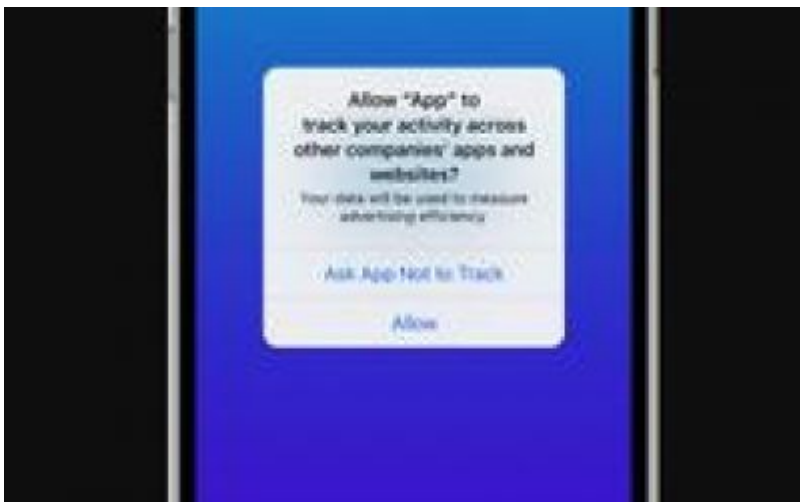 Allow "App" to
track your activity across
other companies' apps and
websites?
Your data will be used to measure
advertising efficiency
Ask App Not to Track
Allow